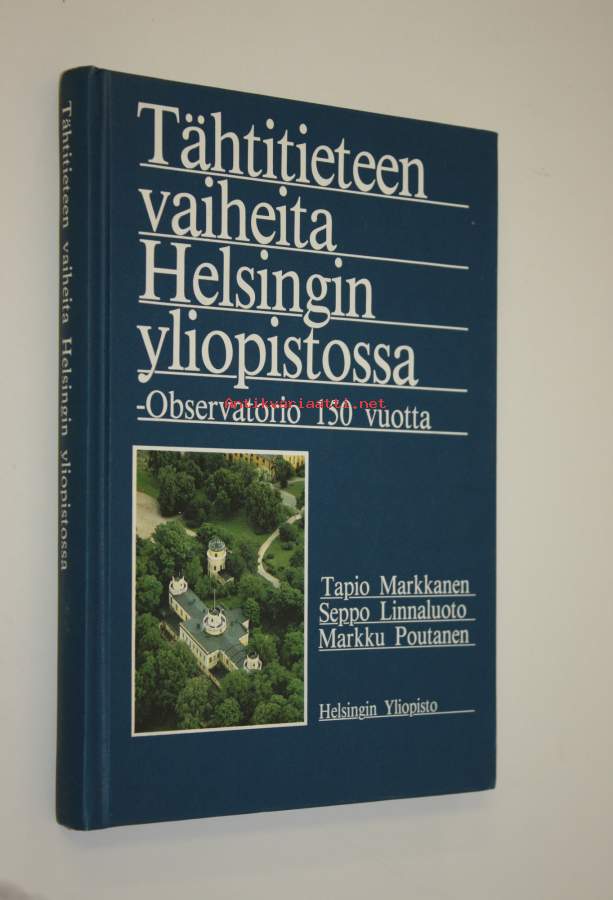 Tähtitieteen vaiheita Helsingin yliopistossa
Tähtitieteen
vaiheita
Helsingin
yliopistossa
-Observatorio 150 vuotta
Antikvariaatti.net
Tapio Markkanen
Seppo Linnaluoto
Markku Poutanen
Helsingin Yliopisto